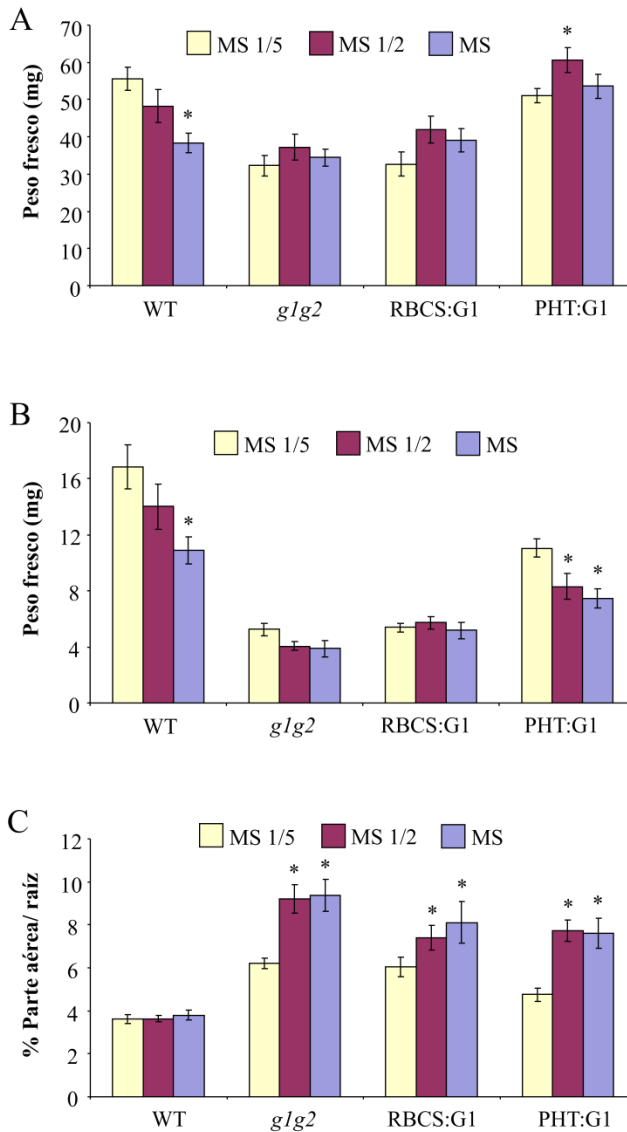 A
MS 1/5 MS 1/2 MS
Peso fresco (mg)
70
60
50
40
30
20
10
0
*
*
WT g1g2 RBCS:G1 PHT:G1
B
MS 1/5 MS 1/2 MS
Peso fresco (mg)
20
16
12
8
4
0
*
* *
WT g1g2 RBCS:G1 PHT:G1
C
MS 1/5 MS 1/2 MS
% Parte aérea/ raíz
12
10
8
6
4
2
0
* * * * * *
WT g1g2 RBCS:G1 PHT:G1